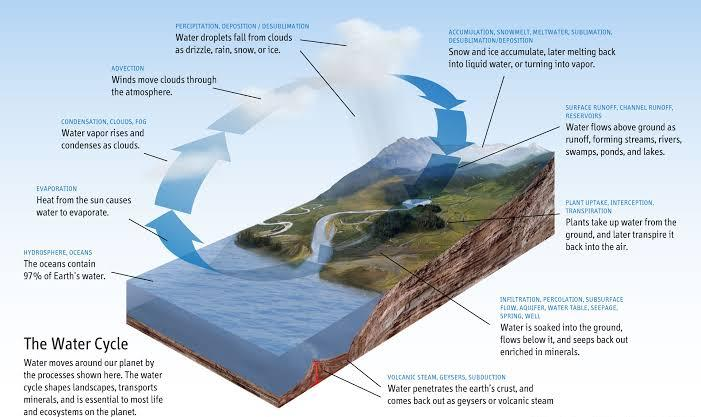 PRECIPITATION, DEPOSITION / DESUBLIMATION
Water droplets fall from clouds
as drizzle, rain, snow, or ice.
ACCUMULATION, SNOWMELT, MELTWATER, SUBLIMATION,
DESUBLIMATION/DEPOSITION
Snow and ice accumulate, later melting back
into liquid water, or turning into vapor.
ADVECTION
Winds move clouds through
the atmosphere.
SURFACE RUNOFF, CHANNEL RUNOFF,
RESERVOIRS
Water flows above ground as
runoff, forming streams, rivers,
swamps, ponds, and lakes.
CONDENSATION, CLOUDS, FOG
Water vapor rises and
condenses as clouds.
EVAPORATION
Heat from the sun causes
water to evaporate.
PLANT UPTAKE, INTERCEPTION,
TRANSPIRATION
Plants take up water from the
ground, and later transpire it
back into the air.
HYDROSPHERE, OCEANS
The oceans contain
97% of Earth's water.
INFILTRATION, PERCOLATION, SUBSURFACE
FLOW, AQUIFER, WATER TABLE, SEEPAGE,
SPRING, WELL
Water is soaked into the ground,
flows below it, and seeps back out
enriched in minerals.
The Water Cycle
Water moves around our planet by
the processes shown here. The water
cycle shapes landscapes, transports
minerals, and is essential to most life
and ecosystems on the planet.
VOLCANIC STEAM, GEYSERS, SUBDUCTION
Water penetrates the earth's crust, and
comes back out as geysers or volcanic steam